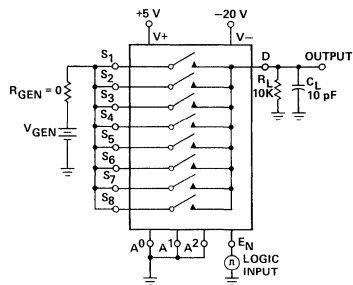 +5 V
–20 V
V+
V–
D
OUTPUT
S1
S2
S3
S4
S5
S6
S7
S8
RGEN = 0
VGEN
RL
10K
CL
10 pF
A0
A1
A2
EN
LOGIC
INPUT